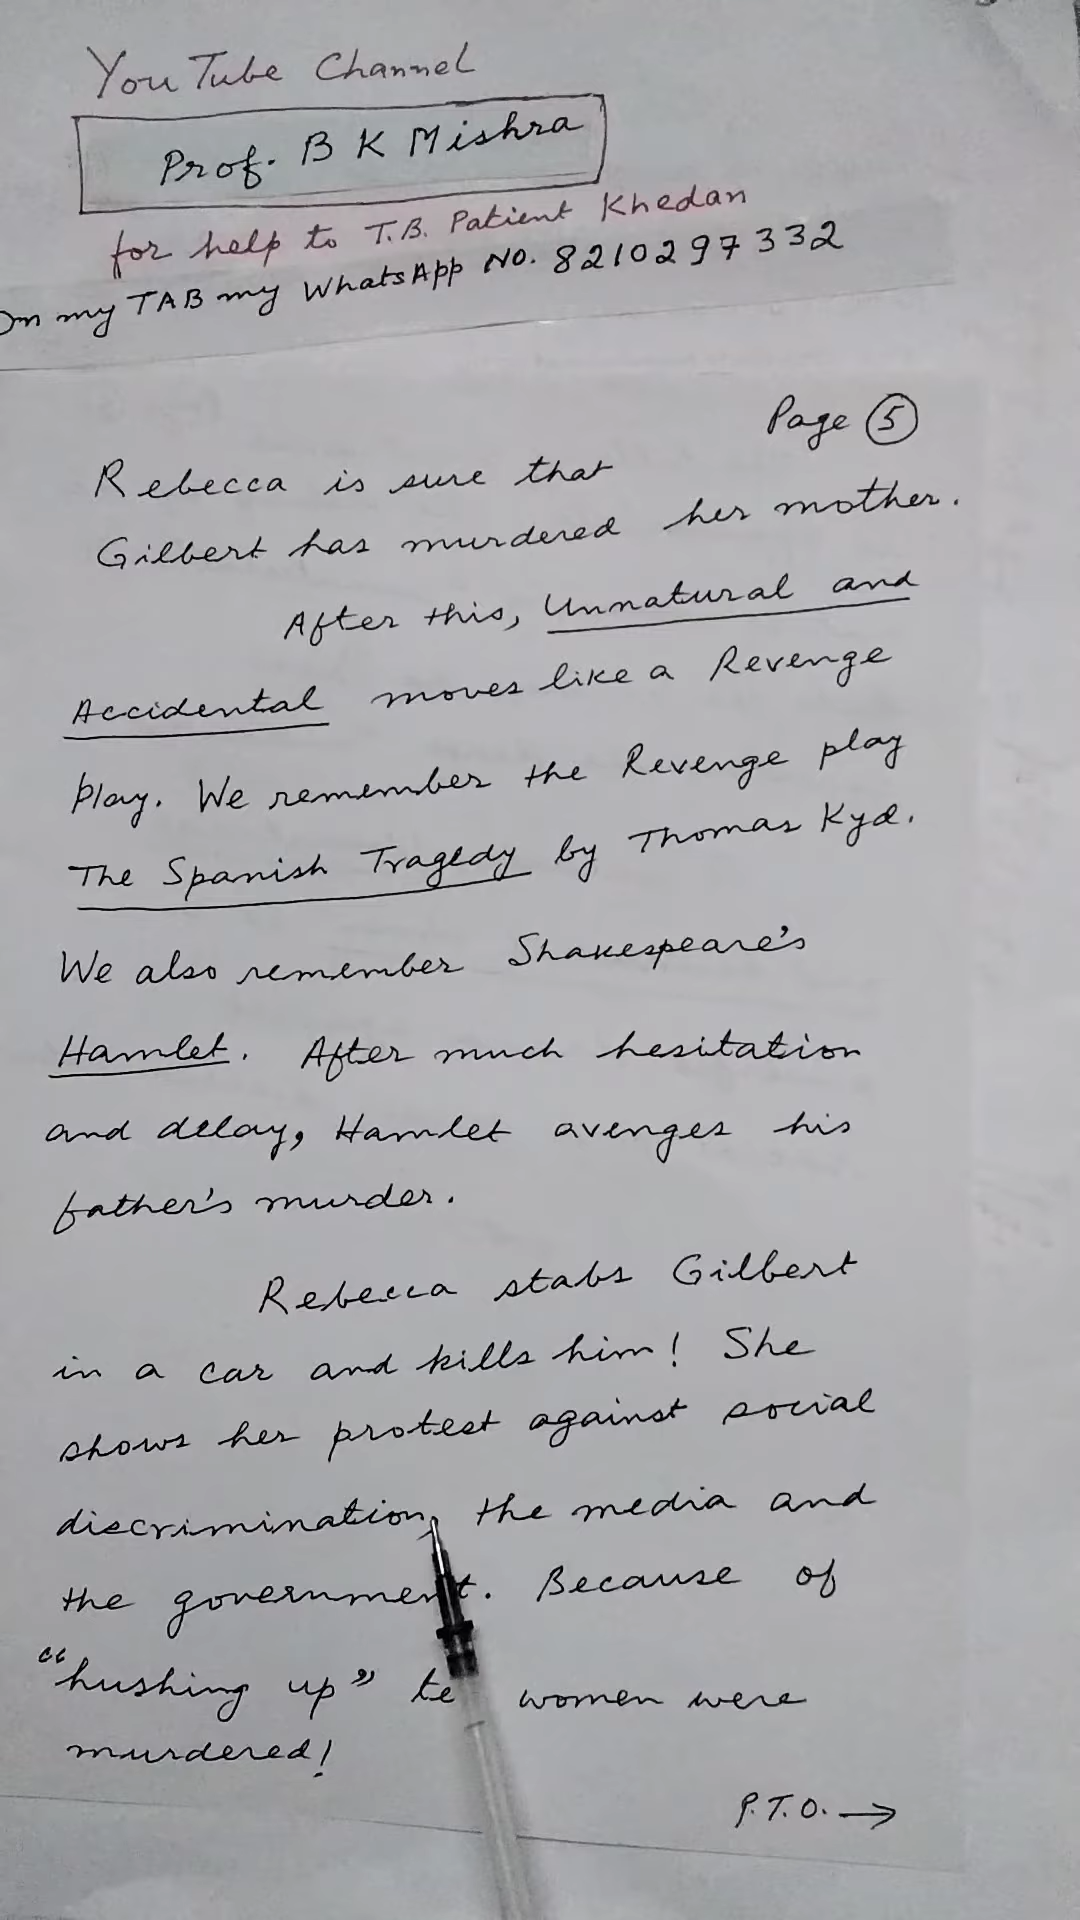 YouTube Channel
Prof. B K Mishra
for help to T.B. Patient Khedan
On my TAB my WhatsApp NO. 8210297332
Page 5
Rebecca is sure that
Gilbert has murdered her mother.
After this, Unnatural and
Accidental moves like a Revenge
play. We remember the Revenge play
The Spanish Tragedy by Thomas Kyd.
We also remember Shakespeare's
Hamlet. After much hesitation
and delay, Hamlet avenges his
father's murder.
Rebecca stabs Gilbert
in a car and kills him! She
shows her protest against social
discrimination, the media and
the government. Because of
"hushing up" women were
murdered!
P.T.O. →